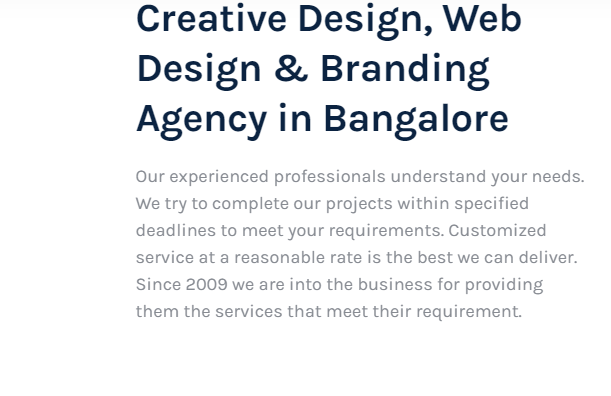 Creative Design, Web
Design & Branding
Agency in Bangalore
Our experienced professionals understand your needs.
We try to complete our projects within specified
deadlines to meet your requirements. Customized
service at a reasonable rate is the best we can deliver.
Since 2009 we are into the business for providing
them the services that meet their requirement.